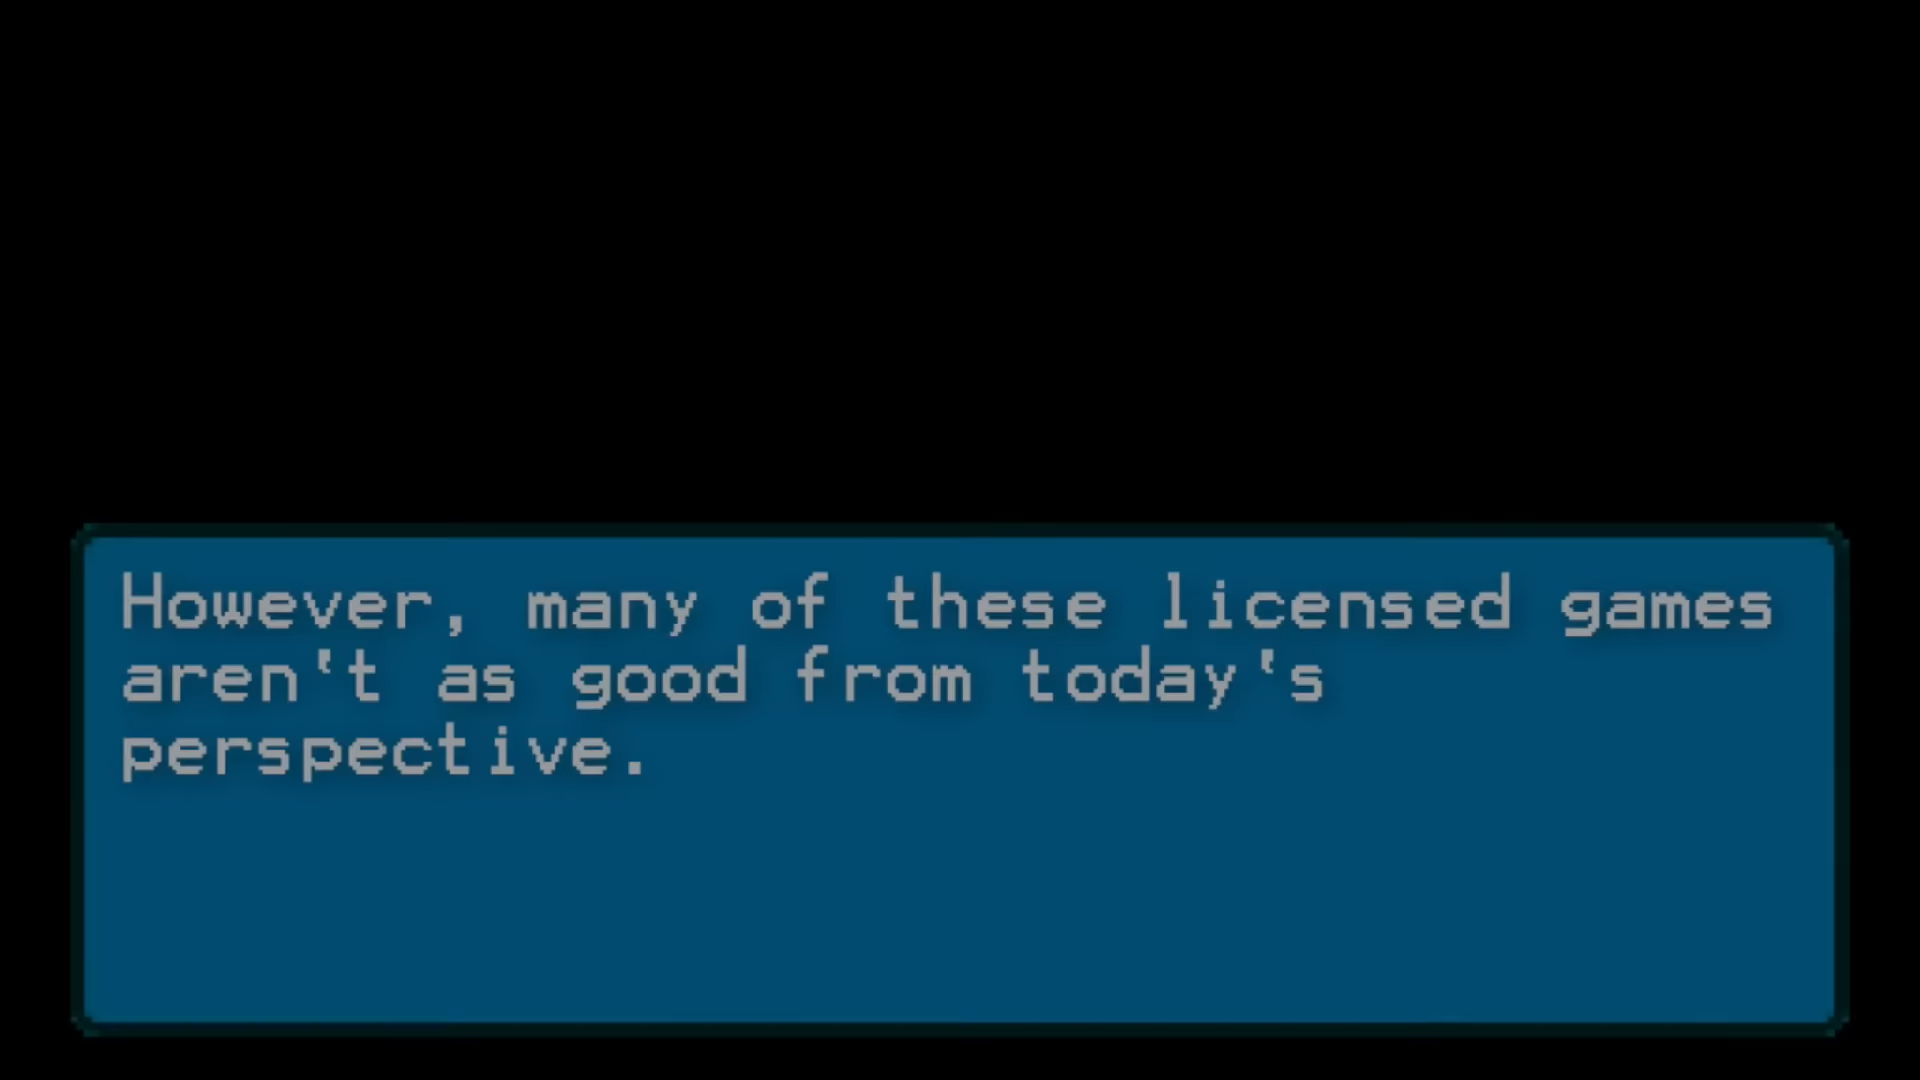 However, many of these licensed games
aren't as good from today's
perspective.